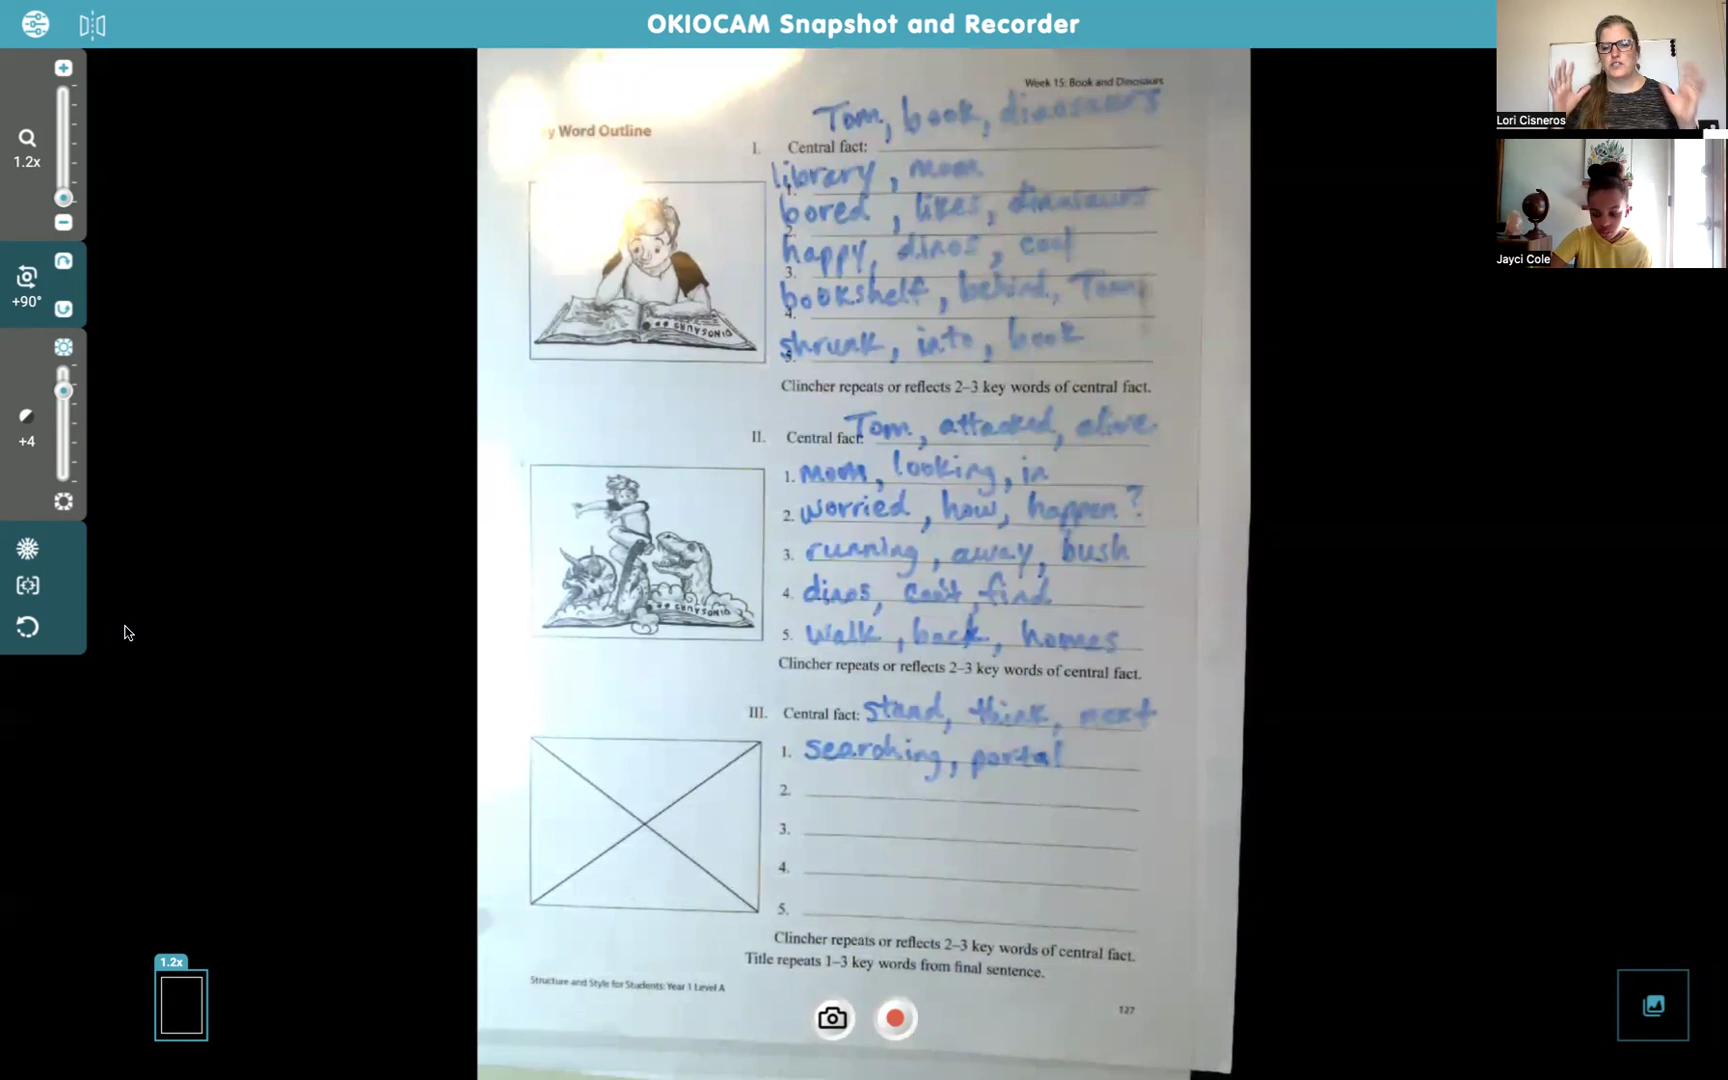 OKIOCAM Snapshot and Recorder
1.2x
+90°
+4
1.2x
Lori Cisneros
Jayci Cole
Week 15: Book and Dinosaurs
y Word Outline
Tom, book, dinosaurs
I. Central fact:
1. library, mom
2. bored, likes, dinosaurs
3. happy, dinos, cool
4. bookshelf, behind, Tom
5. shrunk, into, book
Clincher repeats or reflects 2–3 key words of central fact.
DINOSAURS
II. Central fact: Tom, attacked, alive
1. mom, looking, in
2. worried, how, happen?
3. running, away, bush
4. dinos, can't, find
5. walk, back, homes
Clincher repeats or reflects 2–3 key words of central fact.
DINOSAURS
III. Central fact: stand, think, next
1. searching, portal
2.
3.
4.
5.
Clincher repeats or reflects 2–3 key words of central fact.
Title repeats 1–3 key words from final sentence.
Structure and Style for Students: Year 1 Level A
127